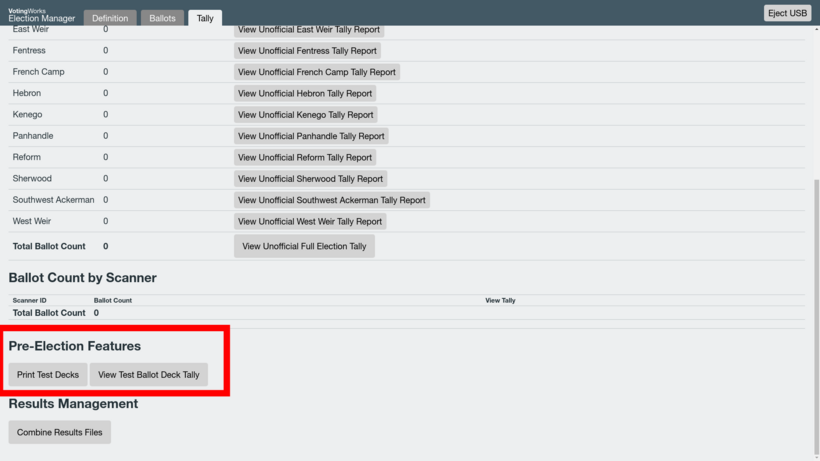 VotingWorks
Election Manager
Definition
Ballots
Tally
Eject USB
East Weir 0 View Unofficial East Weir Tally Report
Fentress 0 View Unofficial Fentress Tally Report
French Camp 0 View Unofficial French Camp Tally Report
Hebron 0 View Unofficial Hebron Tally Report
Kenego 0 View Unofficial Kenego Tally Report
Panhandle 0 View Unofficial Panhandle Tally Report
Reform 0 View Unofficial Reform Tally Report
Sherwood 0 View Unofficial Sherwood Tally Report
Southwest Ackerman 0 View Unofficial Southwest Ackerman Tally Report
West Weir 0 View Unofficial West Weir Tally Report
Total Ballot Count 0 View Unofficial Full Election Tally
Ballot Count by Scanner
Scanner ID Ballot Count View Tally
Total Ballot Count 0
Pre-Election Features
Print Test Decks View Test Ballot Deck Tally
Results Management
Combine Results Files